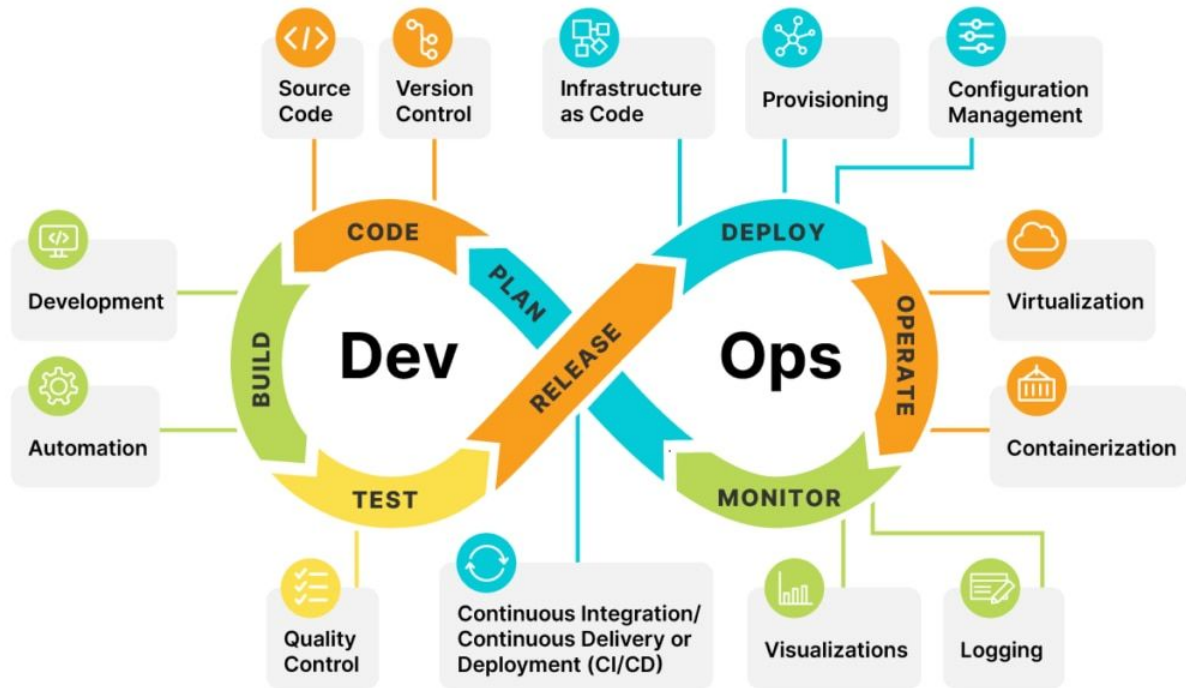 Source
Code
Version
Control
Infrastructure
as Code
Provisioning
Configuration
Management
CODE
DEPLOY
PLAN
Development
Virtualization
BUILD
Dev
RELEASE
Ops
OPERATE
Automation
Containerization
TEST
MONITOR
Quality
Control
Continuous Integration/
Continuous Delivery or
Deployment (CI/CD)
Visualizations
Logging